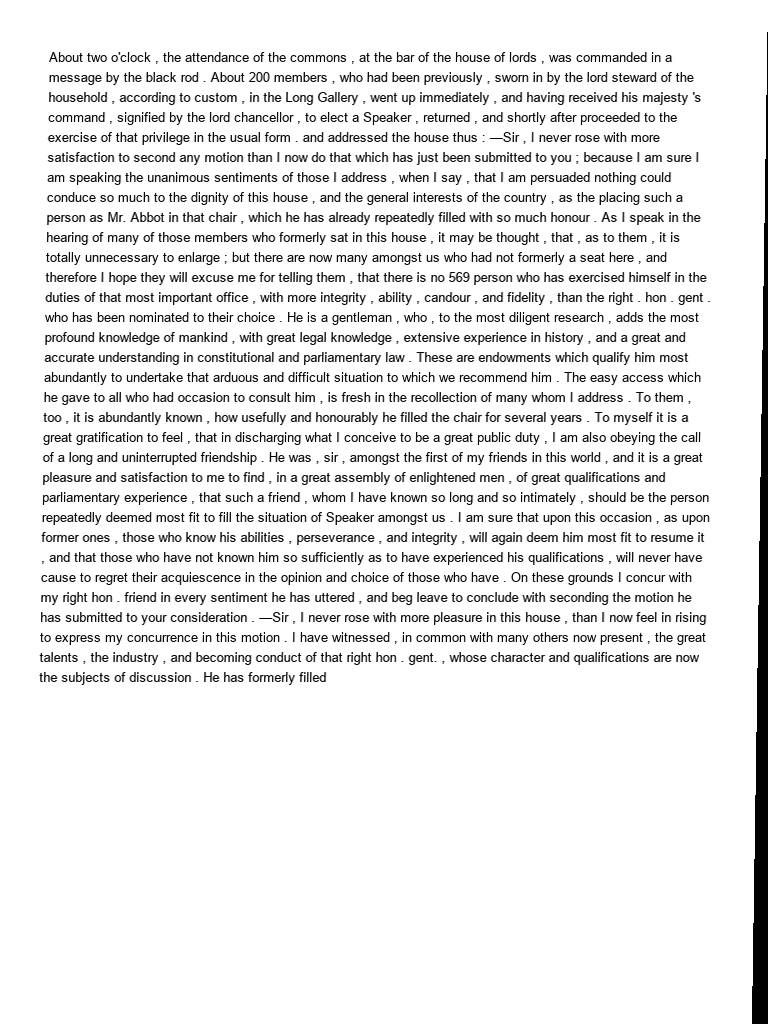 About two o'clock , the attendance of the commons , at the bar of the house of lords , was commanded in a
message by the black rod . About 200 members , who had been previously , sworn in by the lord steward of the
household , according to custom , in the Long Gallery , went up immediately , and having received his majesty 's
command , signified by the lord chancellor , to elect a Speaker , returned , and shortly after proceeded to the
exercise of that privilege in the usual form . and addressed the house thus : —Sir , I never rose with more
satisfaction to second any motion than I now do that which has just been submitted to you ; because I am sure I
am speaking the unanimous sentiments of those I address , when I say , that I am persuaded nothing could
conduce so much to the dignity of this house , and the general interests of the country , as the placing such a
person as Mr. Abbot in that chair , which he has already repeatedly filled with so much honour . As I speak in the
hearing of many of those members who formerly sat in this house , it may be thought , that , as to them , it is
totally unnecessary to enlarge ; but there are now many amongst us who had not formerly a seat here , and
therefore I hope they will excuse me for telling them , that there is no 569 person who has exercised himself in the
duties of that most important office , with more integrity , ability , candour , and fidelity , than the right . hon . gent .
who has been nominated to their choice . He is a gentleman , who , to the most diligent research , adds the most
profound knowledge of mankind , with great legal knowledge , extensive experience in history , and a great and
accurate understanding in constitutional and parliamentary law . These are endowments which qualify him most
abundantly to undertake that arduous and difficult situation to which we recommend him . The easy access which
he gave to all who had occasion to consult him , is fresh in the recollection of many whom I address . To them ,
too , it is abundantly known , how usefully and honourably he filled the chair for several years . To myself it is a
great gratification to feel , that in discharging what I conceive to be a great public duty , I am also obeying the call
of a long and uninterrupted friendship . He was , sir , amongst the first of my friends in this world , and it is a great
pleasure and satisfaction to me to find , in a great assembly of enlightened men , of great qualifications and
parliamentary experience , that such a friend , whom I have known so long and so intimately , should be the person
repeatedly deemed most fit to fill the situation of Speaker amongst us . I am sure that upon this occasion , as upon
former ones , those who know his abilities , perseverance , and integrity , will again deem him most fit to resume it
, and that those who have not known him so sufficiently as to have experienced his qualifications , will never have
cause to regret their acquiescence in the opinion and choice of those who have . On these grounds I concur with
my right hon . friend in every sentiment he has uttered , and beg leave to conclude with seconding the motion he
has submitted to your consideration . —Sir , I never rose with more pleasure in this house , than I now feel in rising
to express my concurrence in this motion . I have witnessed , in common with many others now present , the great
talents , the industry , and becoming conduct of that right hon . gent. , whose character and qualifications are now
the subjects of discussion . He has formerly filled